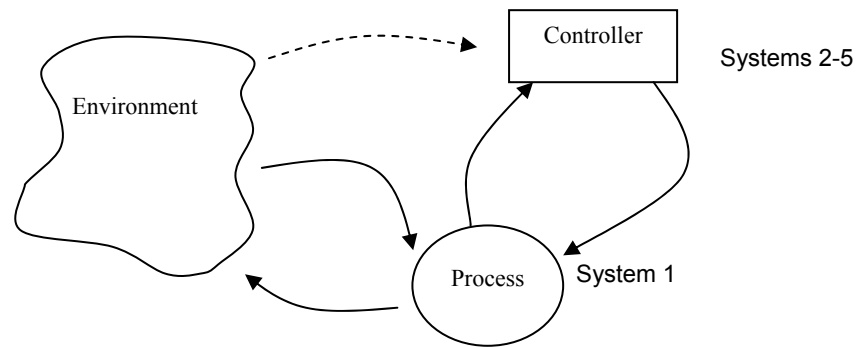 Controller
Systems 2-5
Environment
Process
System 1